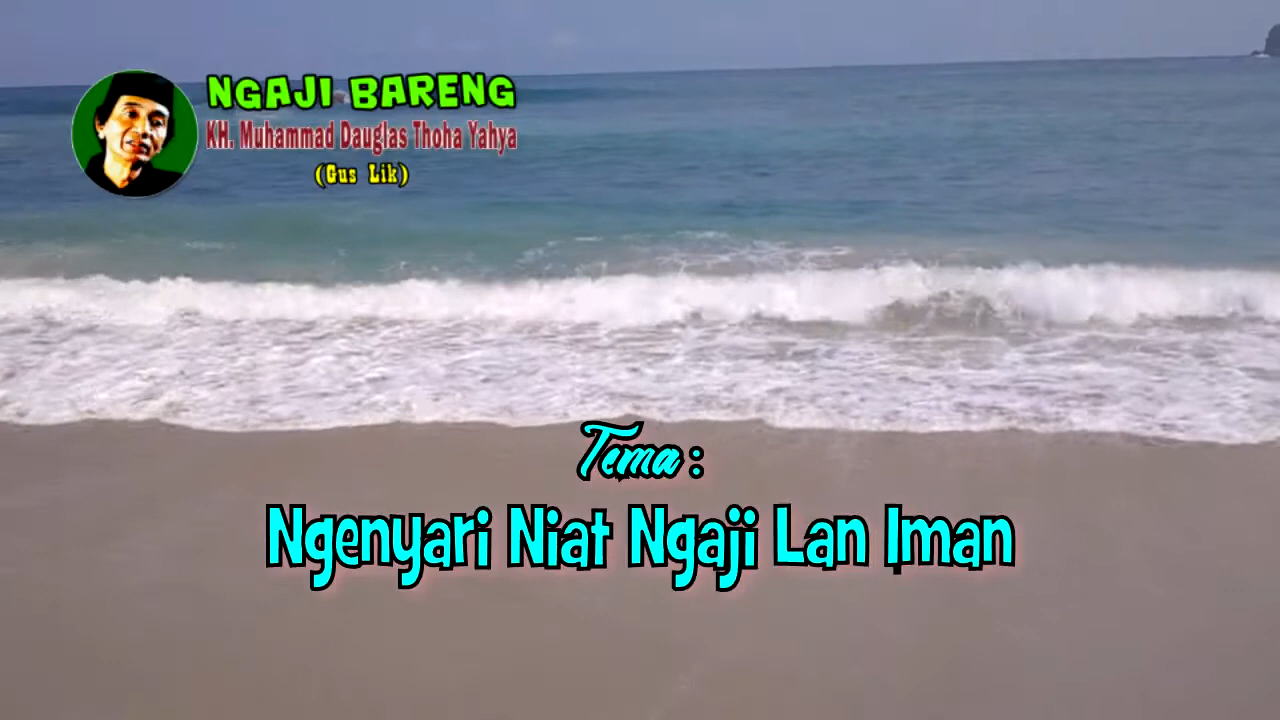 NGAJI BARENG
KH. Muhammad Dauglas Thoha Yahya
(Gus Lik)
Tema :
Ngenyari Niat Ngaji Lan Iman